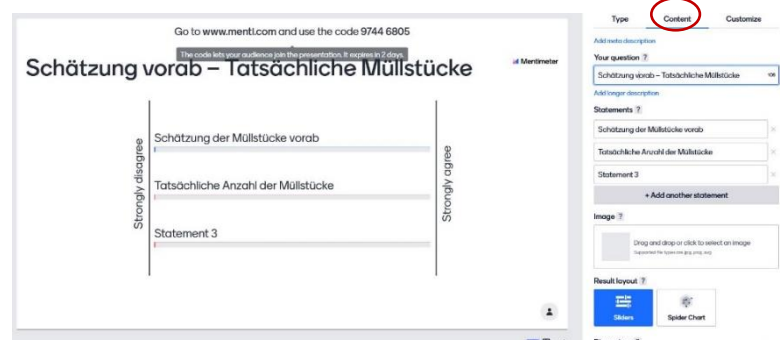 Go to www.menti.com and use the code 9744 6805
The code lets your audience join the presentation. It expires in 2 days.
Schätzung vorab – Tatsächliche Müllstücke
Mentimeter
Strongly disagree
Schätzung der Müllstücke vorab
Tatsächliche Anzahl der Müllstücke
Statement 3
Strongly agree
Type Content Customize
Add meta description
Your question ?
Schätzung vorab – Tatsächliche Müllstücke
Add longer description
Statements ?
Schätzung der Müllstücke vorab
Tatsächliche Anzahl der Müllstücke
Statement 3
+ Add another statement
Image ?
Drag and drop or click to select an image
Result layout ?
Sliders Spider Chart